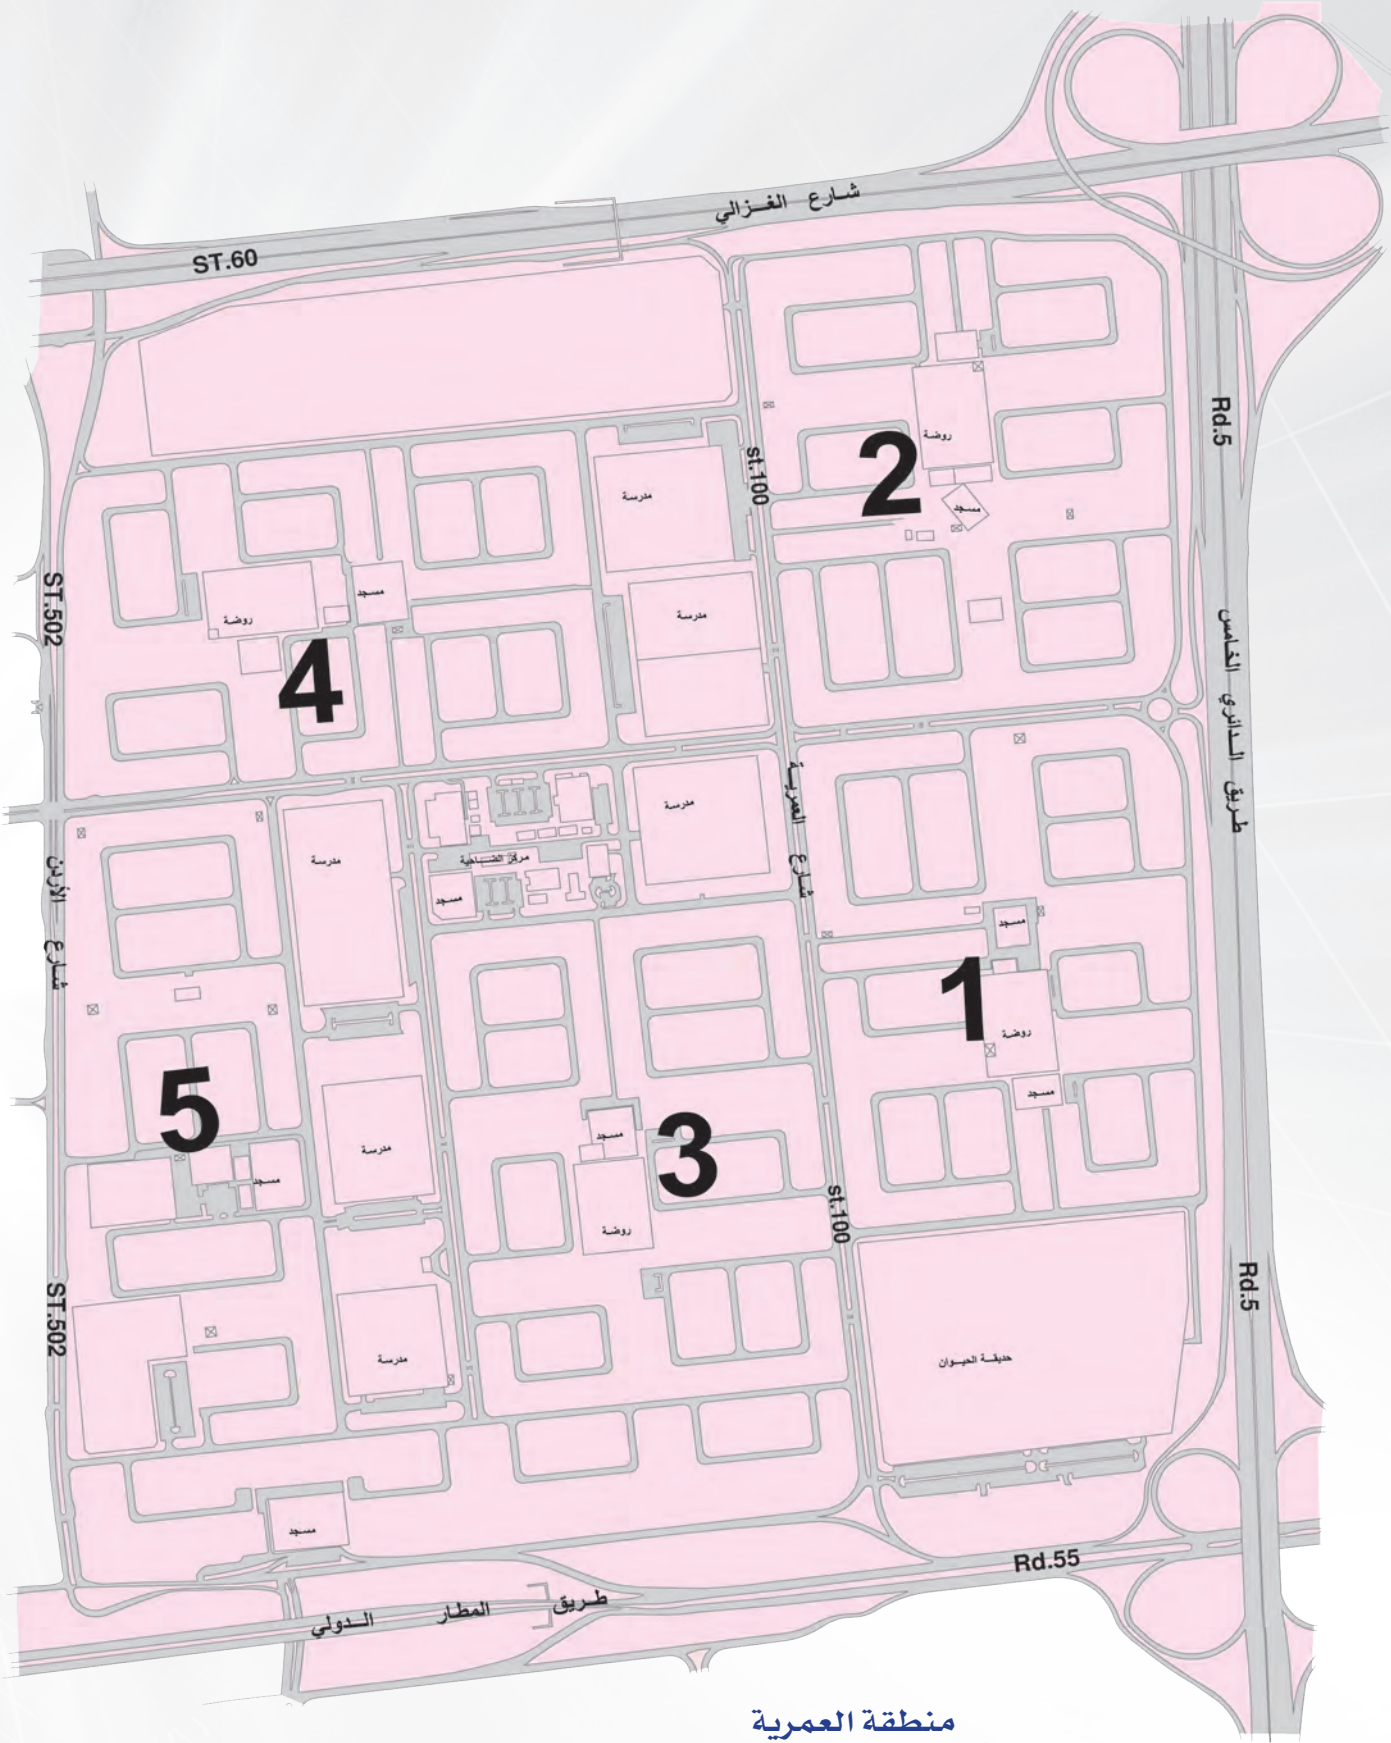 شارع الغزالي
ST.60
Rd.5
روضة
2
st.100
مدرسة
مسجد
مسجد
مدرسة
روضة
ST.502
4
طريق الدائري الخامس
شارع العمرية
مدرسة
مدرسة
مركز الضاحية
مسجد
شارع الأردن
مسجد
1
روضة
مسجد
5
مسجد
3
مدرسة
مسجد
روضة
st.100
Rd.5
ST.502
مدرسة
حديقة الحيوان
مسجد
Rd.55
طريق المطار الدولي
منطقة العمرية